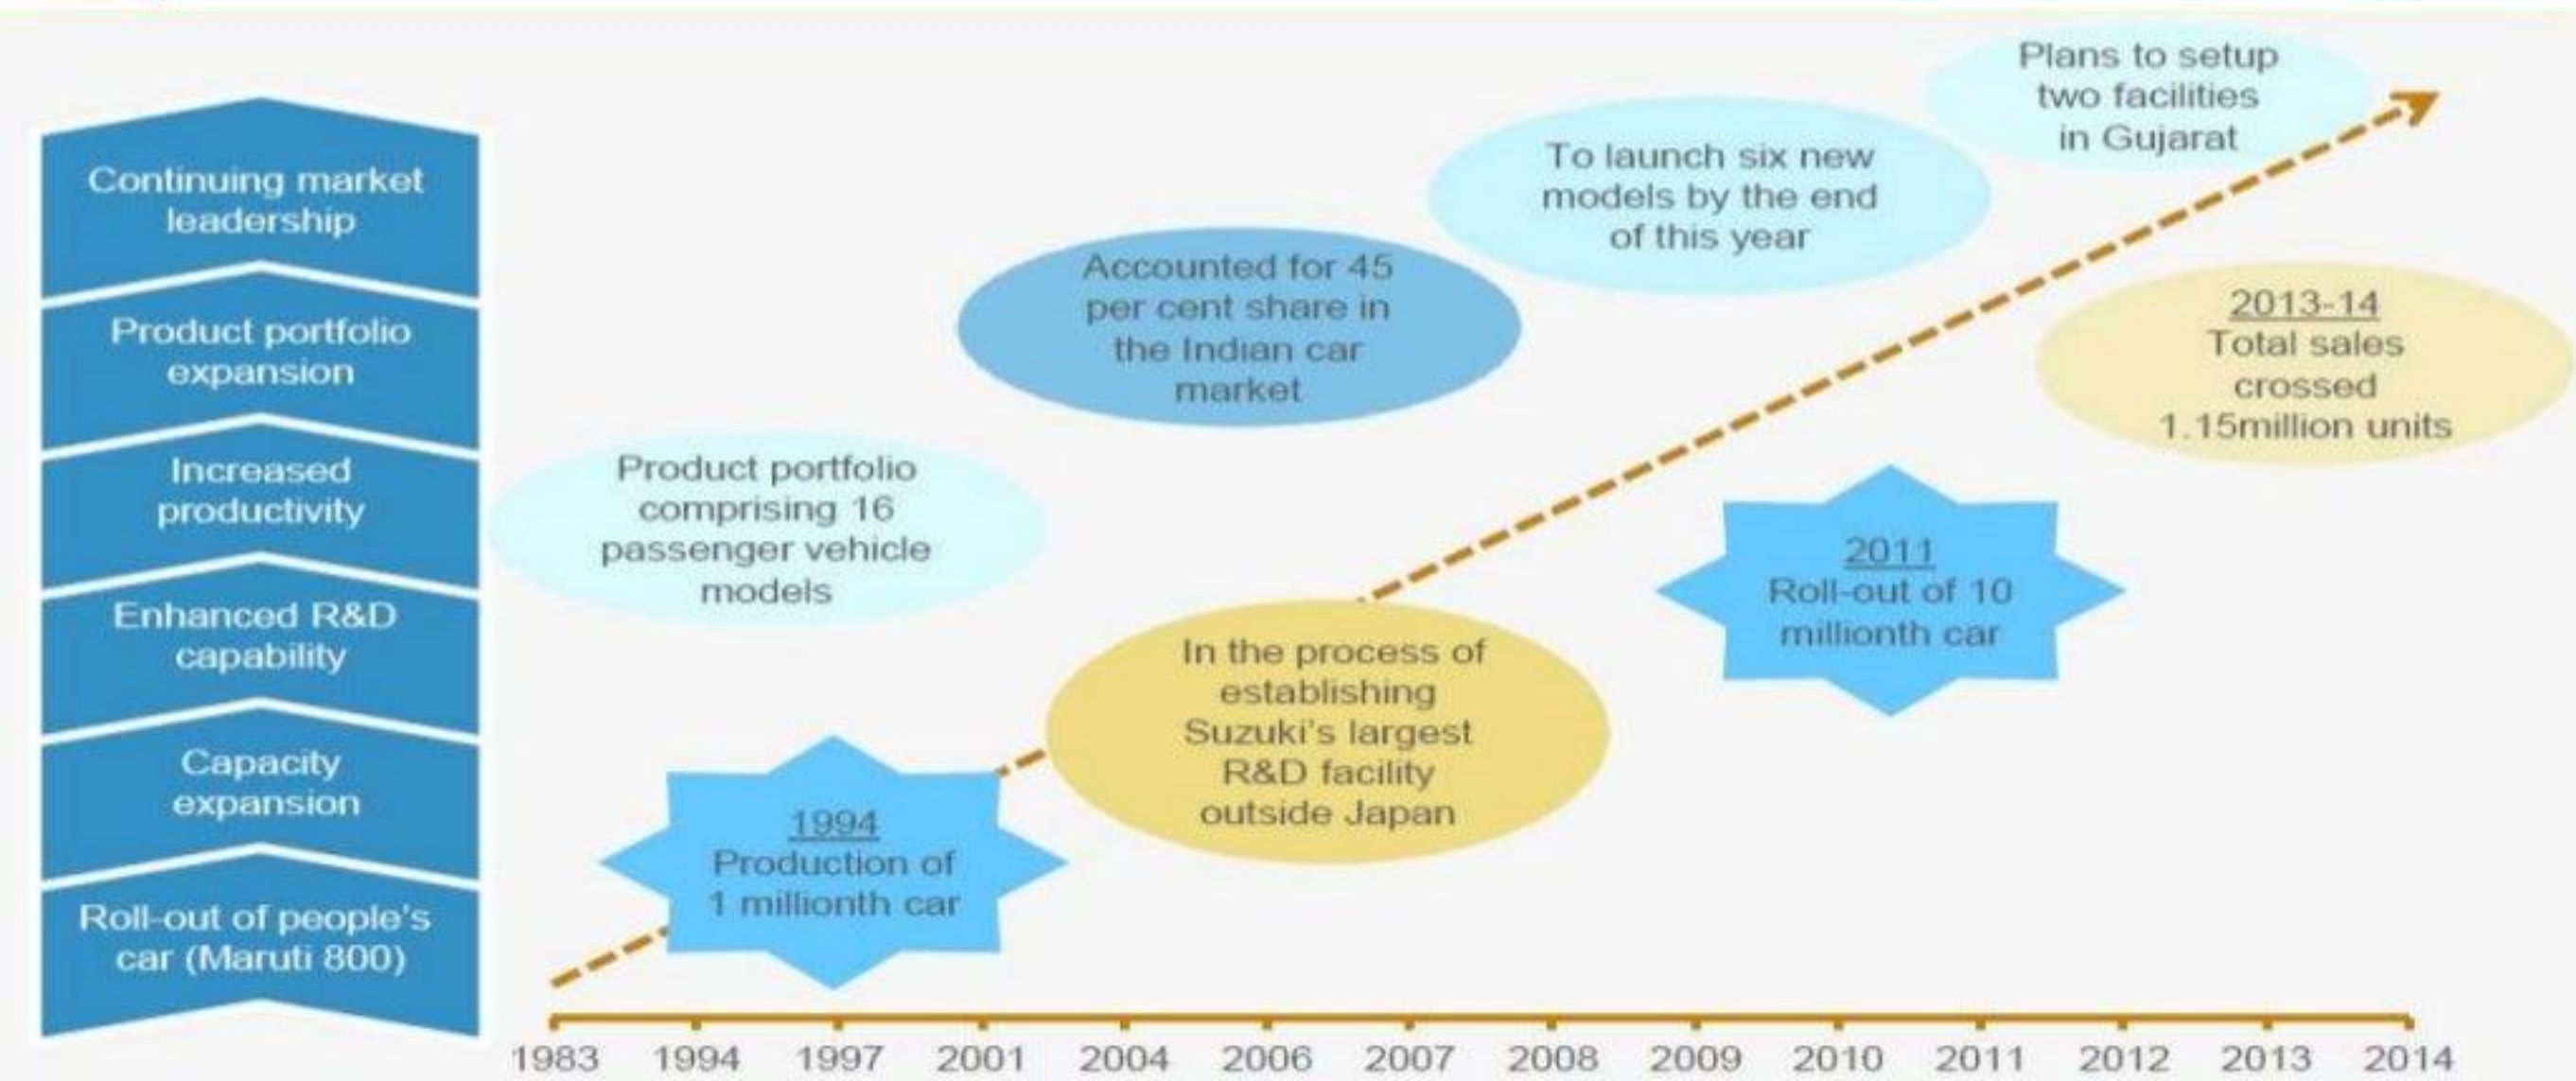 Continuing market
leadership
Product portfolio
expansion
Increased
productivity
Enhanced R&D
capability
Capacity
expansion
Roll-out of people's
car (Maruti 800)
Plans to setup
two facilities
in Gujarat
To launch six new
models by the end
of this year
Accounted for 45
per cent share in
the Indian car
market
2013-14
Total sales
crossed
1.15million units
Product portfolio
comprising 16
passenger vehicle
models
2011
Roll-out of 10
millionth car
In the process of
establishing
Suzuki's largest
R&D facility
outside Japan
1994
Production of
1 millionth car
1983 1994 1997 2001 2004 2006 2007 2008 2009 2010 2011 2012 2013 2014